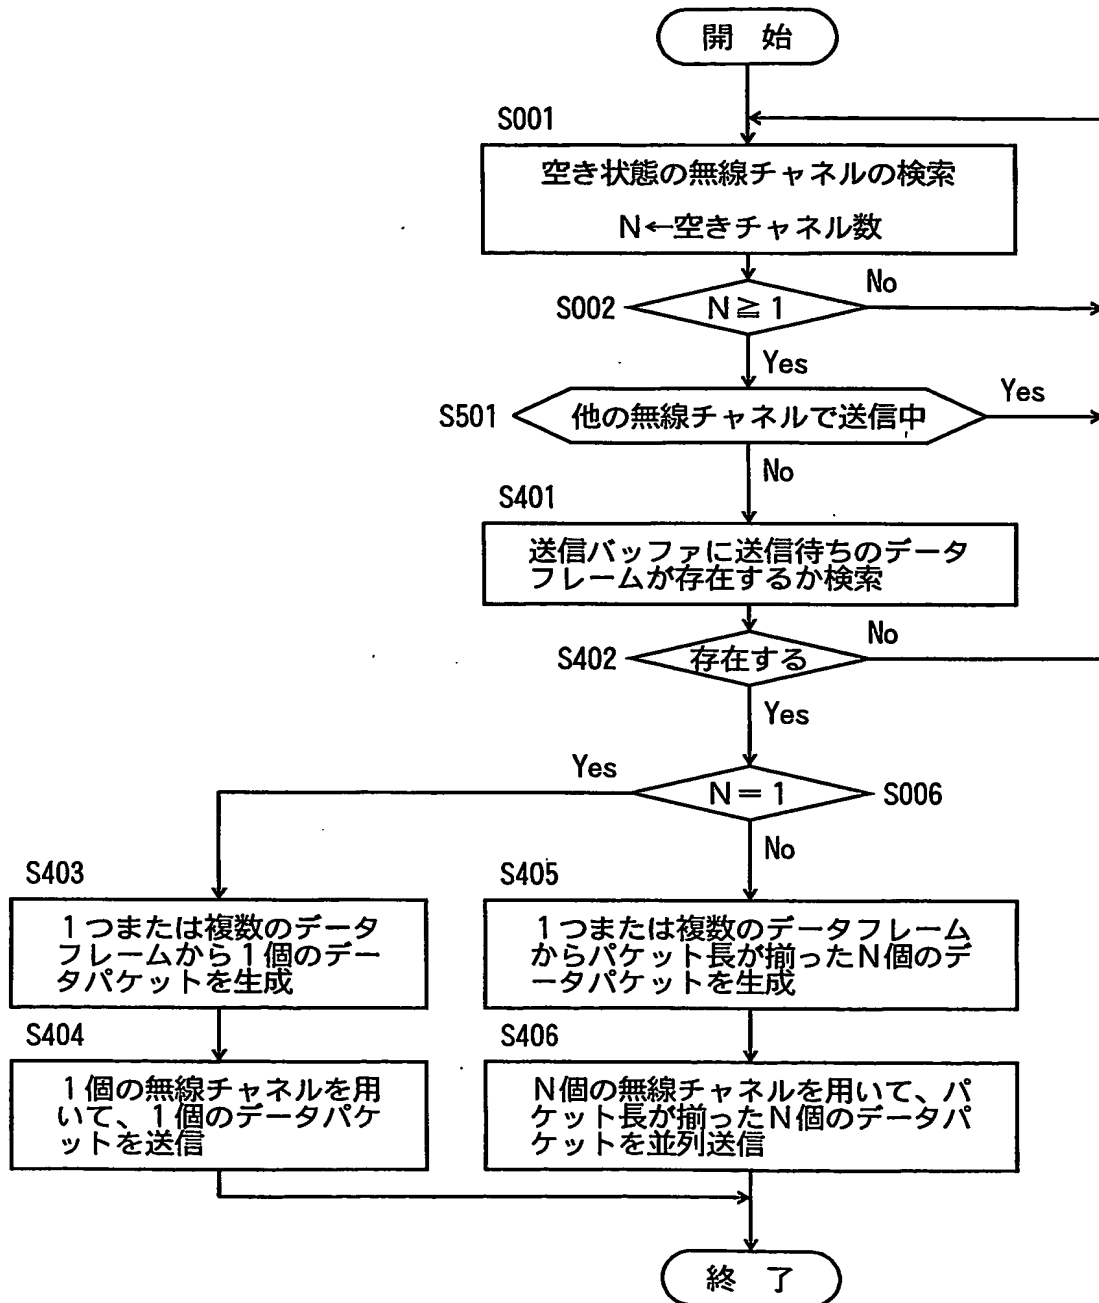 開 始
S001
空き状態の無線チャネルの検索
N←空きチャネル数
No
S002
N≧1
Yes
Yes
S501
他の無線チャネルで送信中
No
S401
送信バッファに送信待ちのデータ
フレームが存在するか検索
No
S402
存在する
Yes
Yes
N=1
S006
No
S403
1つまたは複数のデータ
フレームから1個のデー
タパケットを生成
S405
1つまたは複数のデータフレーム
からパケット長が揃ったN個のデ
ータパケットを生成
S404
1個の無線チャネルを用
いて、1個のデータパケ
ットを送信
S406
N個の無線チャネルを用いて、パ
ケット長が揃ったN個のデータパ
ケットを並列送信
終 了